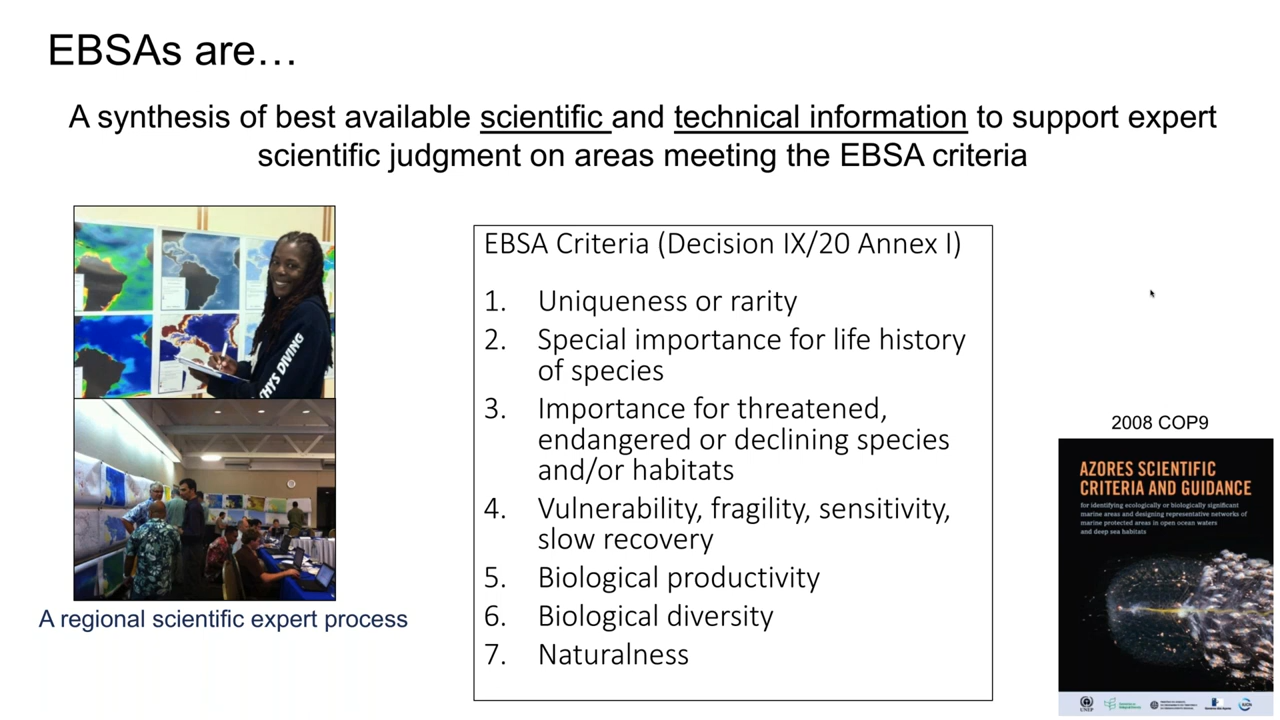 EBSAs are…
A synthesis of best available scientific and technical information to support expert
scientific judgment on areas meeting the EBSA criteria
EBSA Criteria (Decision IX/20 Annex I)
1. Uniqueness or rarity
2. Special importance for life history
of species
3. Importance for threatened,
endangered or declining species
and/or habitats
4. Vulnerability, fragility, sensitivity,
slow recovery
5. Biological productivity
6. Biological diversity
7. Naturalness
HYS DIVING
A regional scientific expert process
2008 COP9
AZORES SCIENTIFIC
CRITERIA AND GUIDANCE
for identifying ecologically or biologically significant
marine areas and designing representative networks of
marine protected areas in open ocean waters
and deep sea habitats
UNEP